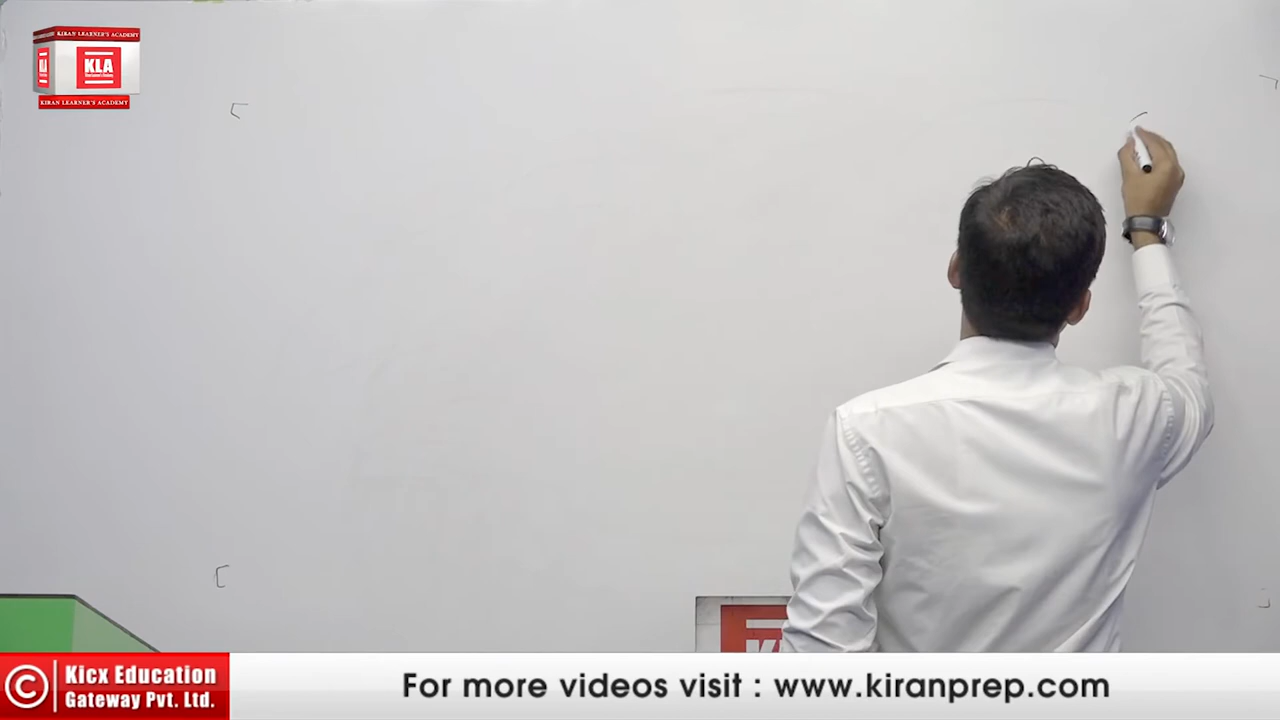 KIRAN LEARNER'S ACADEMY
KLA
KIRAN LEARNER'S ACADEMY
© Kicx Education
Gateway Pvt. Ltd.
For more videos visit : www.kiranprep.com